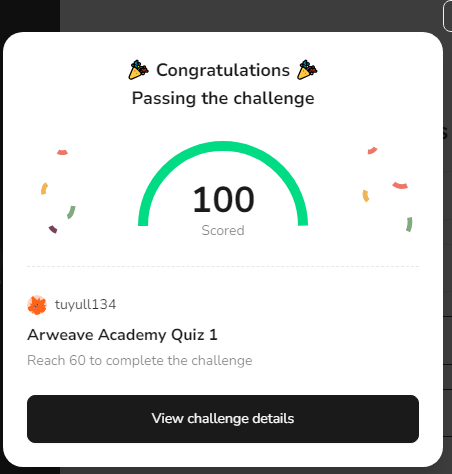 Congratulations
Passing the challenge
100
Scored
tuyull134
Arweave Academy Quiz 1
Reach 60 to complete the challenge
View challenge details